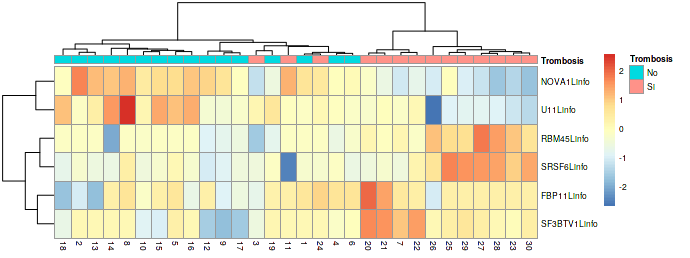 Trombosis
NOVA1Linfo
U11Linfo
RBM45Linfo
SRSF6Linfo
FBP11Linfo
SF3BTV1Linfo
18 2 13 14 8 10 15 5 16 12 9 17 3 19 11 1 24 4 6 20 21 7 22 26 25 29 27 28 23 30
2
1
0
-1
-2
Trombosis
No
Si